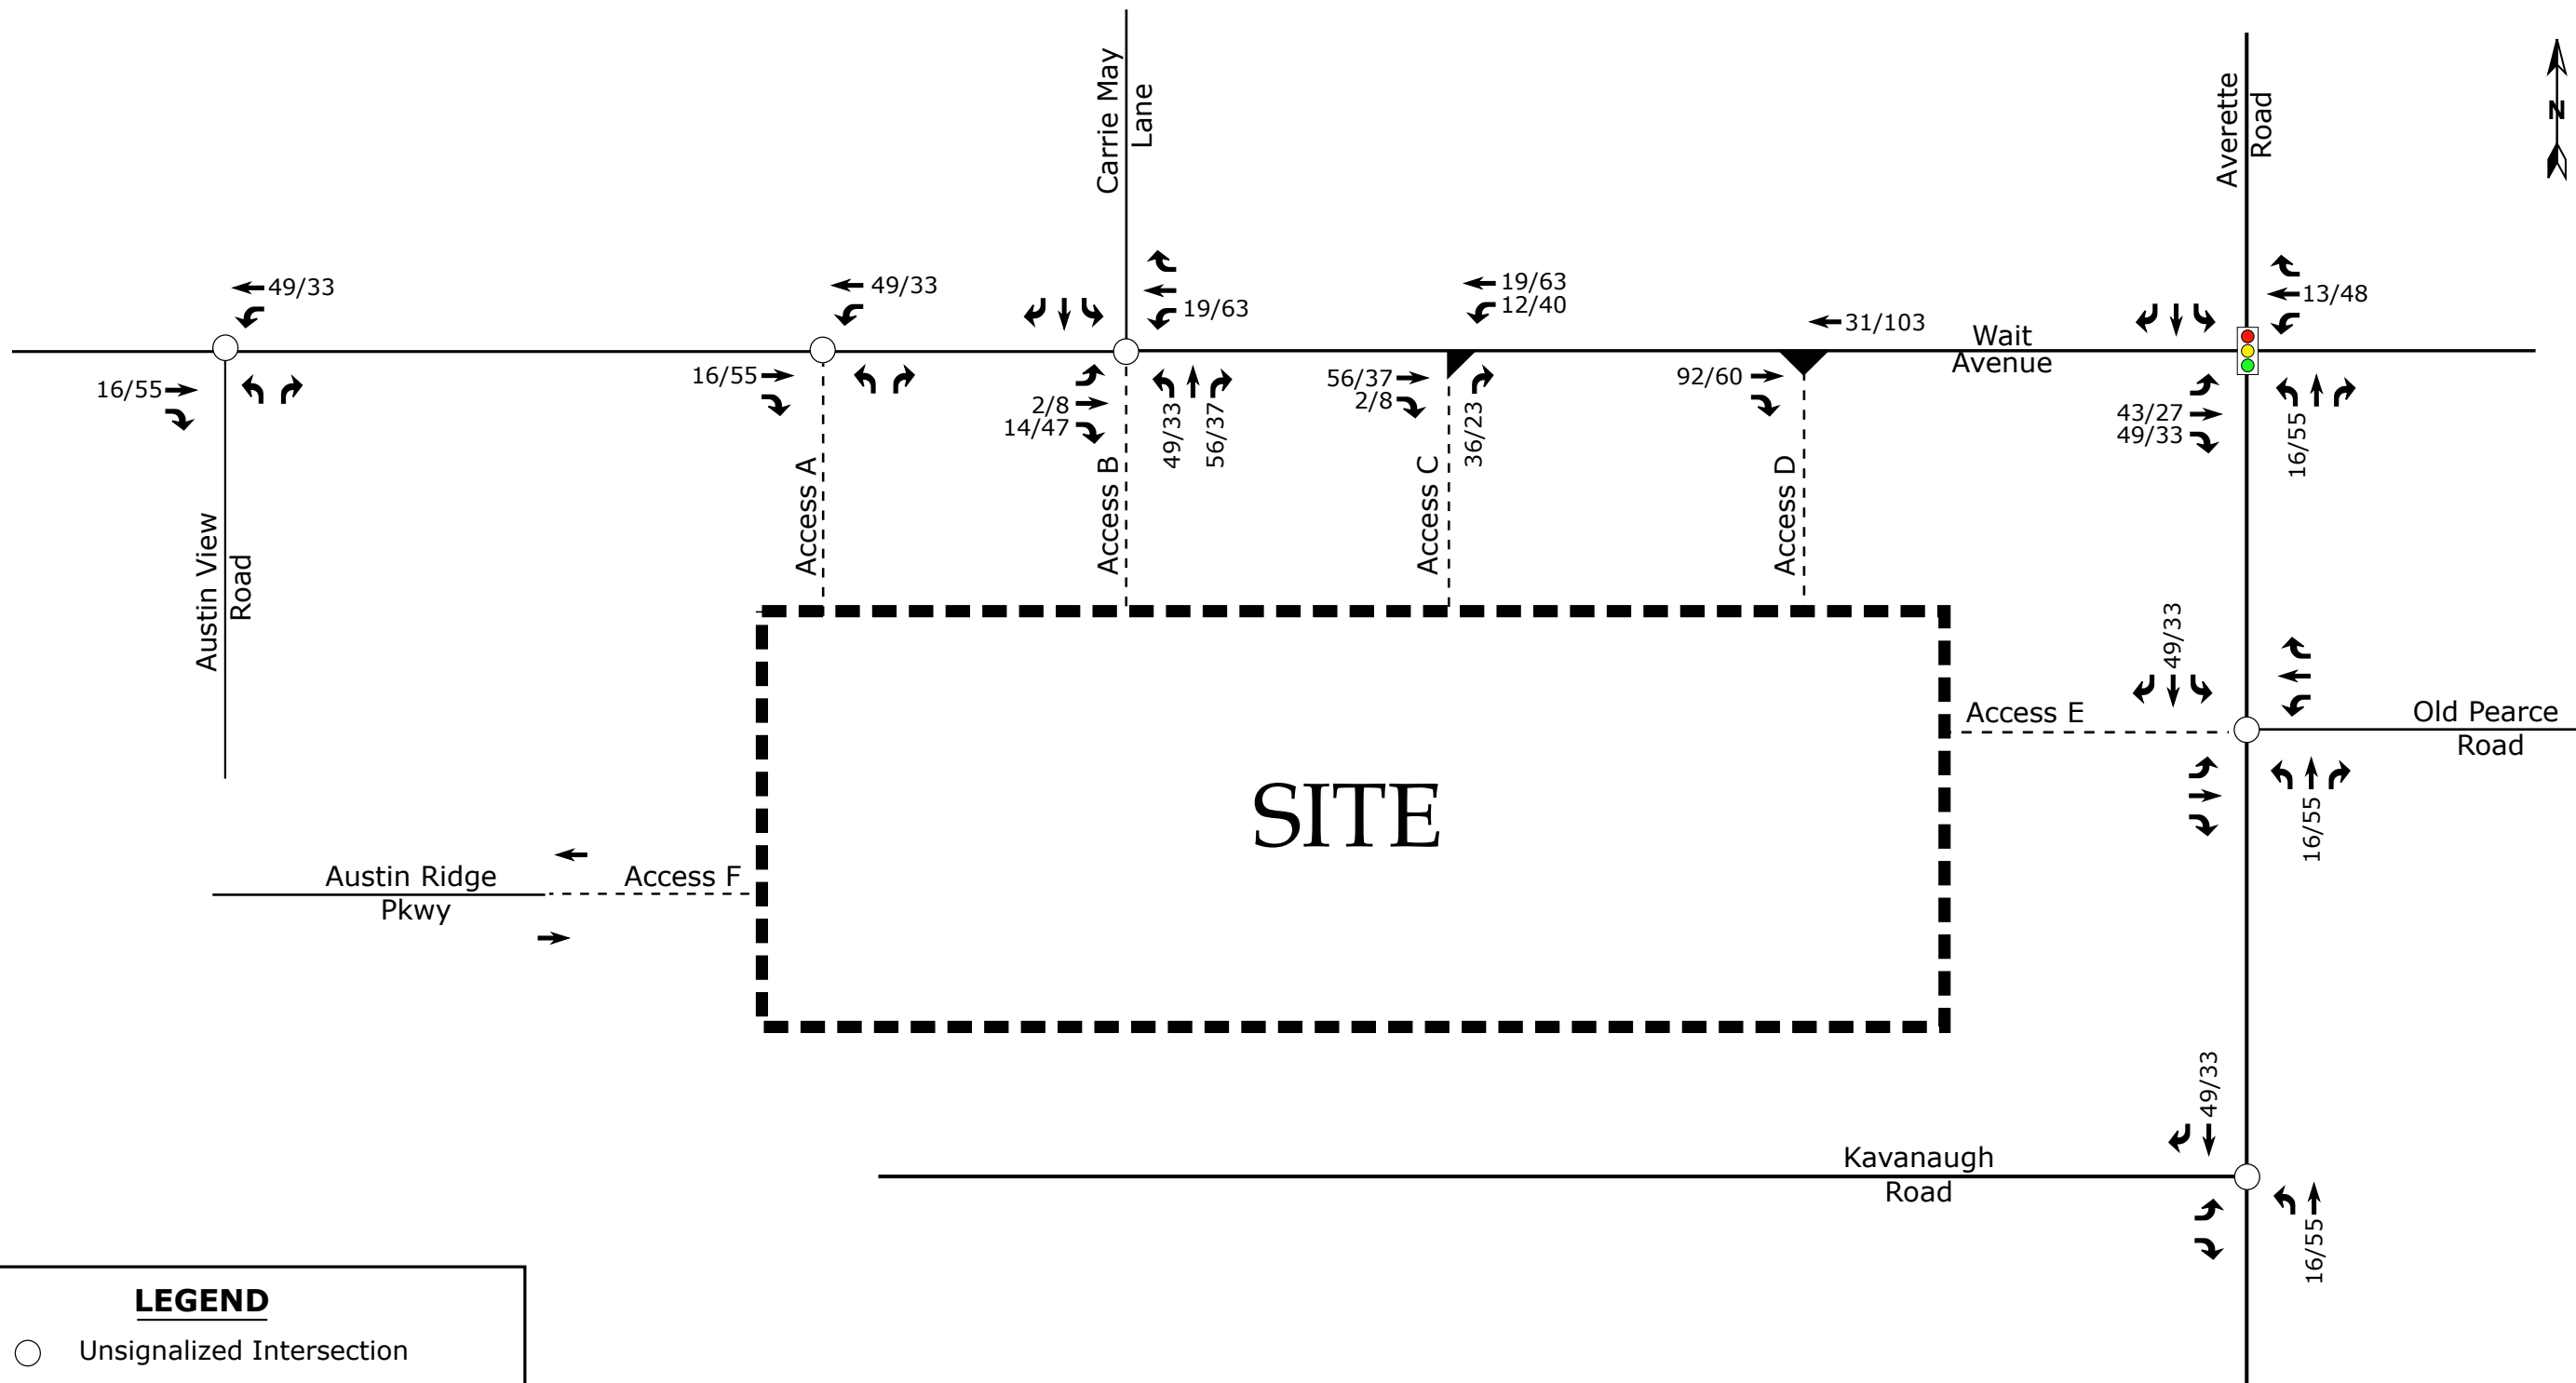 Carrie May
Lane
Averette
Road
N
49/33
49/33
19/63
19/63
12/40
31/103
Wait
Avenue
13/48
16/55
16/55
2/8
14/47
49/33
56/37
56/37
2/8
36/23
92/60
43/27
49/33
16/55
Austin View
Road
Access A
Access B
Access C
Access D
49/33
Access E
Old Pearce
Road
16/55
SITE
Austin Ridge
Pkwy
Access F
49/33
Kavanaugh
Road
16/55
LEGEND
Unsignalized Intersection